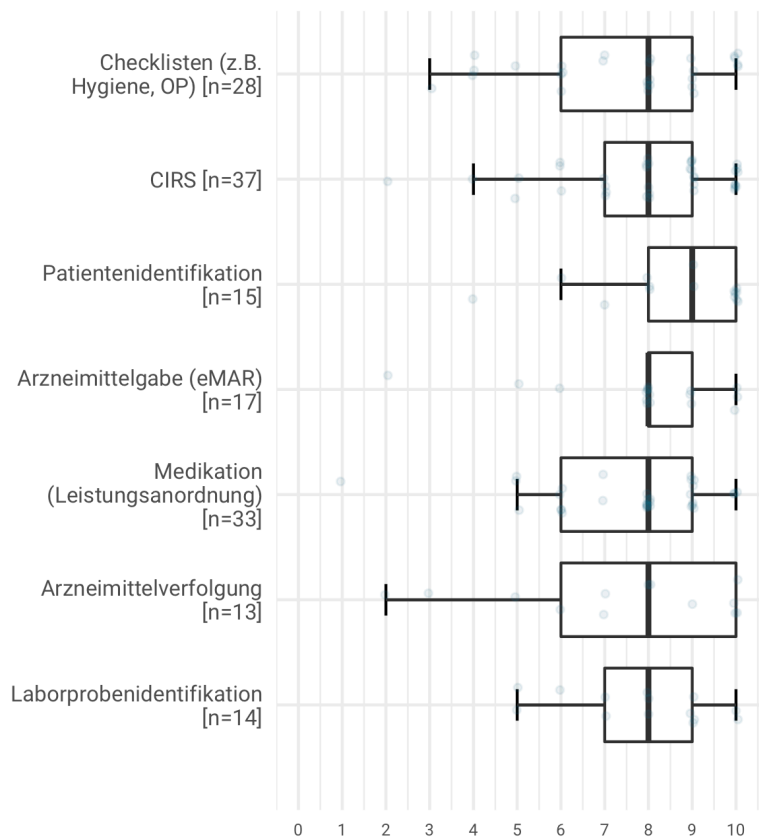 Checklisten (z.B.
Hygiene, OP) [n=28]
CIRS [n=37]
Patientenidentifikation
[n=15]
Arzneimittelgabe (eMAR)
[n=17]
Medikation
(Leistungsanordnung)
[n=33]
Arzneimittelverfolgung
[n=13]
Laborprobenidentifikation
[n=14]
0 1 2 3 4 5 6 7 8 9 10